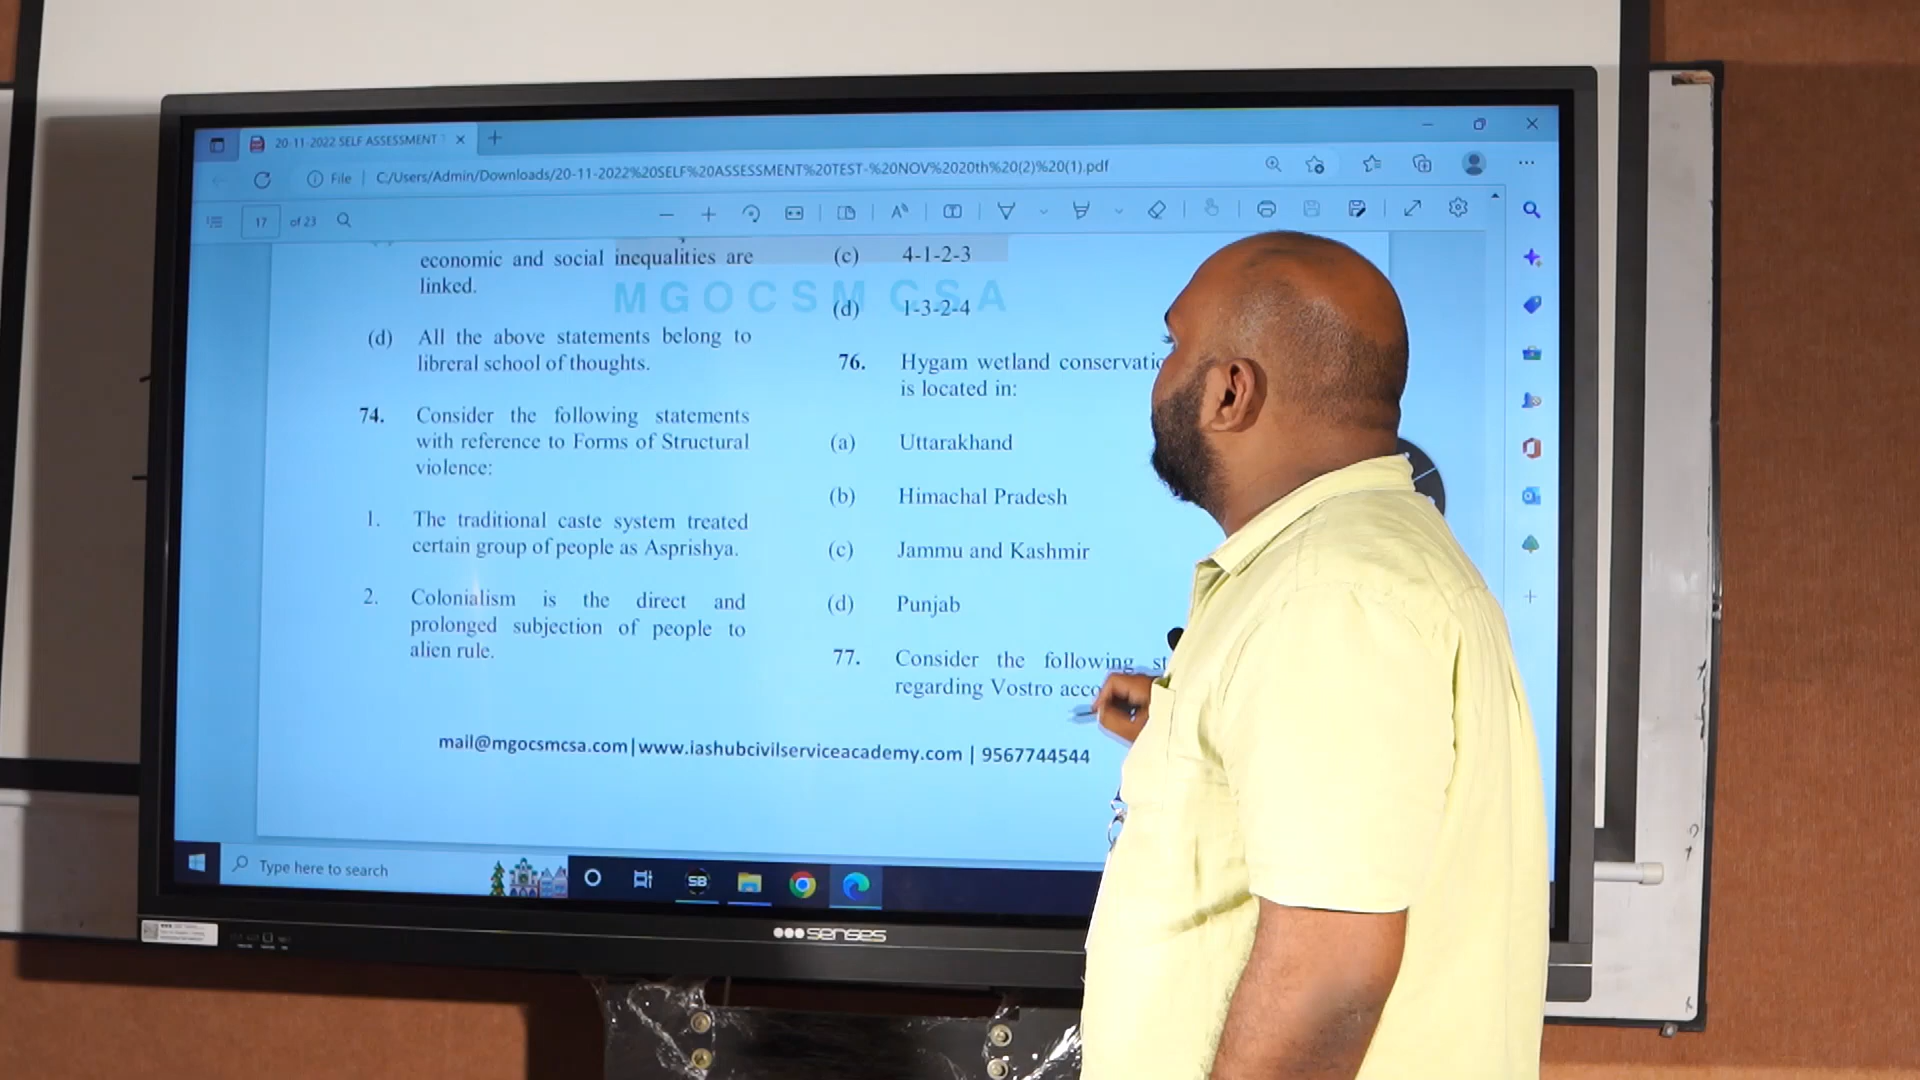 20-11-2022 SELF ASSESSMENT
File
C:/Users/Admin/Downloads/20-11-2022%20SELF%20ASSESSMENT%20TEST-%20NOV%2020th%20(2)%20(1).pdf
17 of 23
economic and social inequalities are
linked.
(d) All the above statements belong to
libreral school of thoughts.
74. Consider the following statements
with reference to Forms of Structural
violence:
1. The traditional caste system treated
certain group of people as Asprishya.
2. Colonialism is the direct and
prolonged subjection of people to
alien rule.
MGOCSM CSA
(c) 4-1-2-3
(d) 1-3-2-4
76. Hygam wetland
is located in:
(a) Uttarakhand
(b) Himachal Pradesh
(c) Jammu and Kashmir
(d) Punjab
77. Consider the following
regarding Vostro
mail@mgocsmcsa.com|www.iashubcivilserviceacademy.com | 9567744544
Type here to search
SB
senses